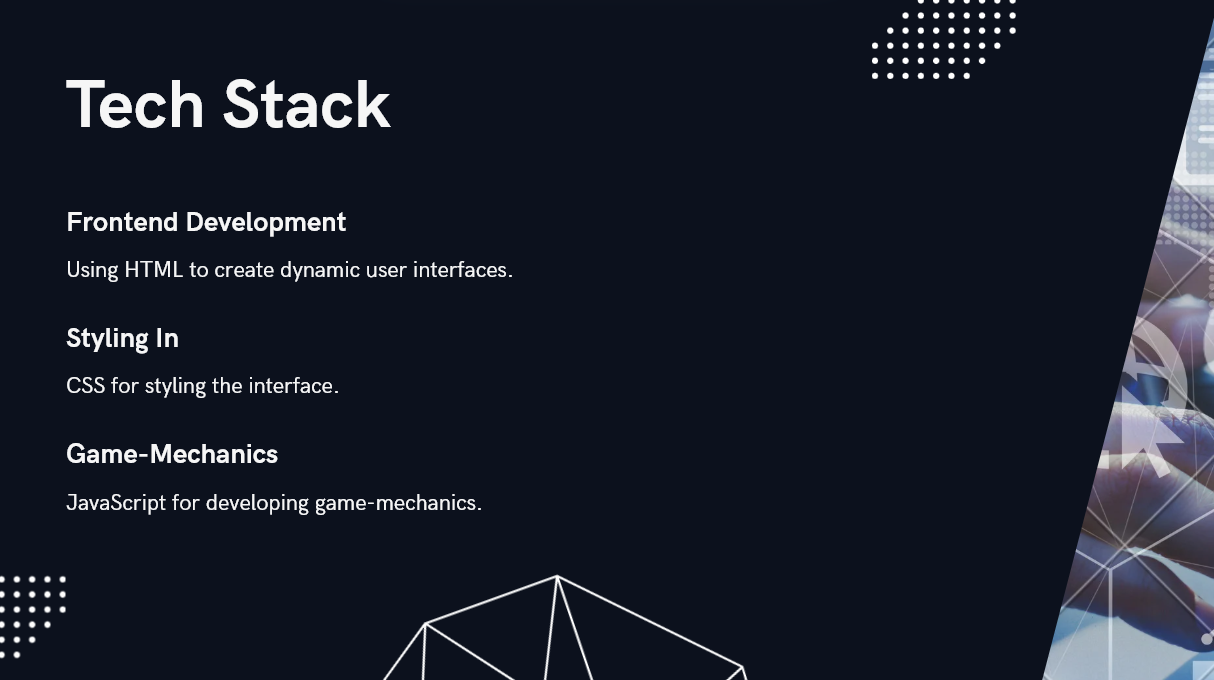 Tech Stack
Frontend Development
Using HTML to create dynamic user interfaces.
Styling In
CSS for styling the interface.
Game-Mechanics
JavaScript for developing game-mechanics.